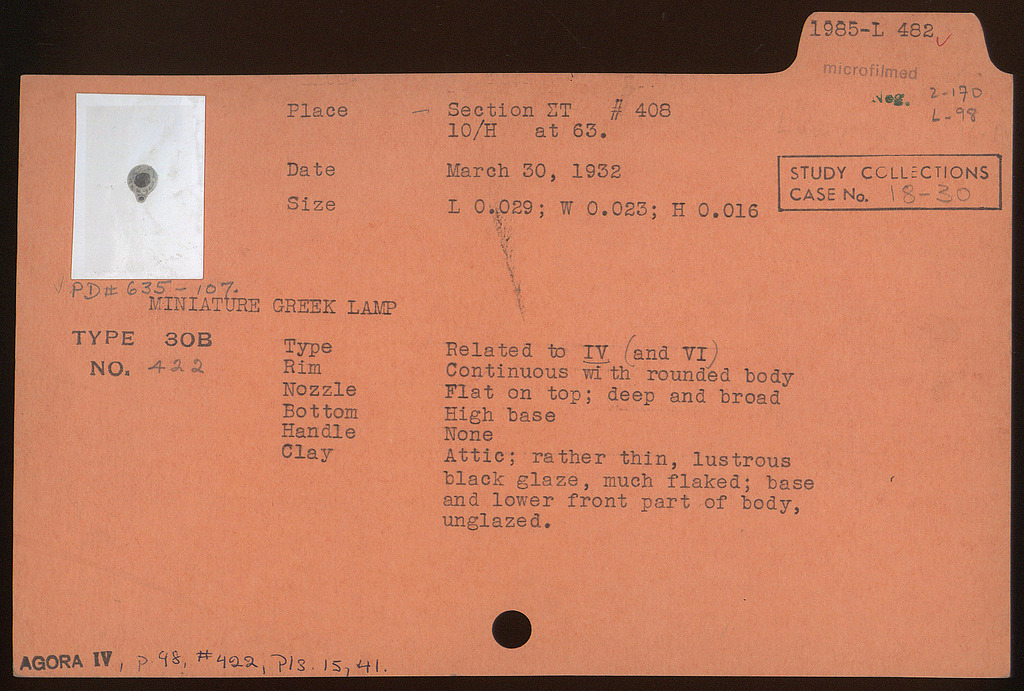 1985-L 482 ✓
microfilmed
Neg. 2-170
L-98
Place — Section ΣΤ # 408
10/H at 63.
Date March 30, 1932
Size L 0.029; W 0.023; H 0.016
STUDY COLLECTIONS
CASE No. 18-30
✓ PD# 635-107.
MINIATURE GREEK LAMP
TYPE 30B
NO. 422
Type Related to IV (and VI)
Rim Continuous with rounded body
Nozzle Flat on top; deep and broad
Bottom High base
Handle None
Clay Attic; rather thin, lustrous
black glaze, much flaked; base
and lower front part of body,
unglazed.
AGORA IV, p. 98, #422, Pls. 15, 41.